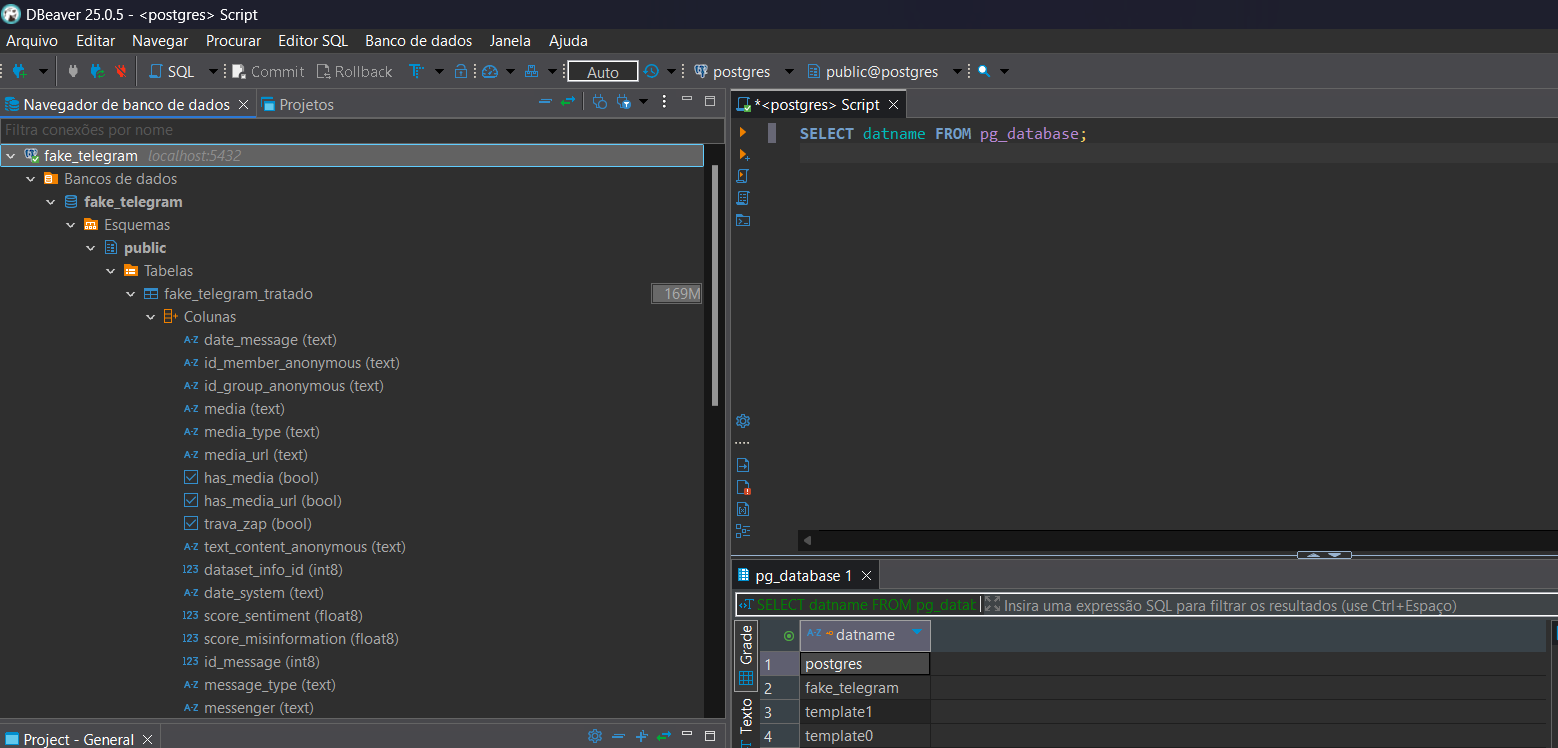 DBeaver 25.0.5 - <postgres> Script
Arquivo Editar Navegar Procurar Editor SQL Banco de dados Janela Ajuda
SQL Commit Rollback Auto postgres public@postgres
Navegador de banco de dados Projetos
Filtra conexões por nome
fake_telegram localhost:5432
Bancos de dados
fake_telegram
Esquemas
public
Tabelas
fake_telegram_tratado 169M
Colunas
date_message (text)
id_member_anonymous (text)
id_group_anonymous (text)
media (text)
media_type (text)
media_url (text)
has_media (bool)
has_media_url (bool)
trava_zap (bool)
text_content_anonymous (text)
dataset_info_id (int8)
date_system (text)
score_sentiment (float8)
score_misinformation (float8)
id_message (int8)
message_type (text)
messenger (text)
Project - General
*<postgres> Script
SELECT datname FROM pg_database;
pg_database 1
SELECT datname FROM pg_datab Insira uma expressão SQL para filtrar os resultados (use Ctrl+Espaço)
Grade
Texto
datname
1 postgres
2 fake_telegram
3 template1
4 template0